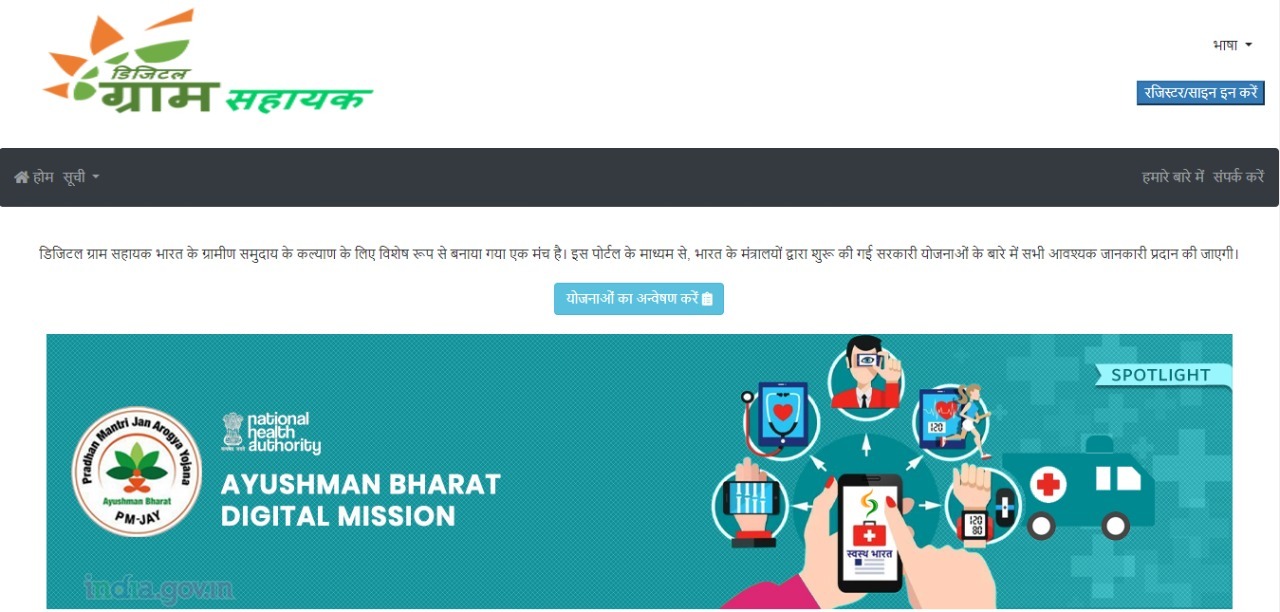 डिजिटल
ग्राम सहायक
भाषा
रजिस्टर/साइन इन करें
होम सूची
हमारे बारे में संपर्क करें
डिजिटल ग्राम सहायक भारत के ग्रामीण समुदाय के कल्याण के लिए विशेष रूप से बनाया गया एक मंच है। इस पोर्टल के माध्यम से, भारत के मंत्रालयों द्वारा शुरू की गई सरकारी योजनाओं के बारे में सभी आवश्यक जानकारी प्रदान की जाएगी।
योजनाओं का अन्वेषण करें
SPOTLIGHT
Pradhan Mantri Jan Arogya Yojana
Ayushman Bharat
PM-JAY
national
health
authority
AYUSHMAN BHARAT
DIGITAL MISSION
120
120
80
स्वस्थ भारत
india.gov.in